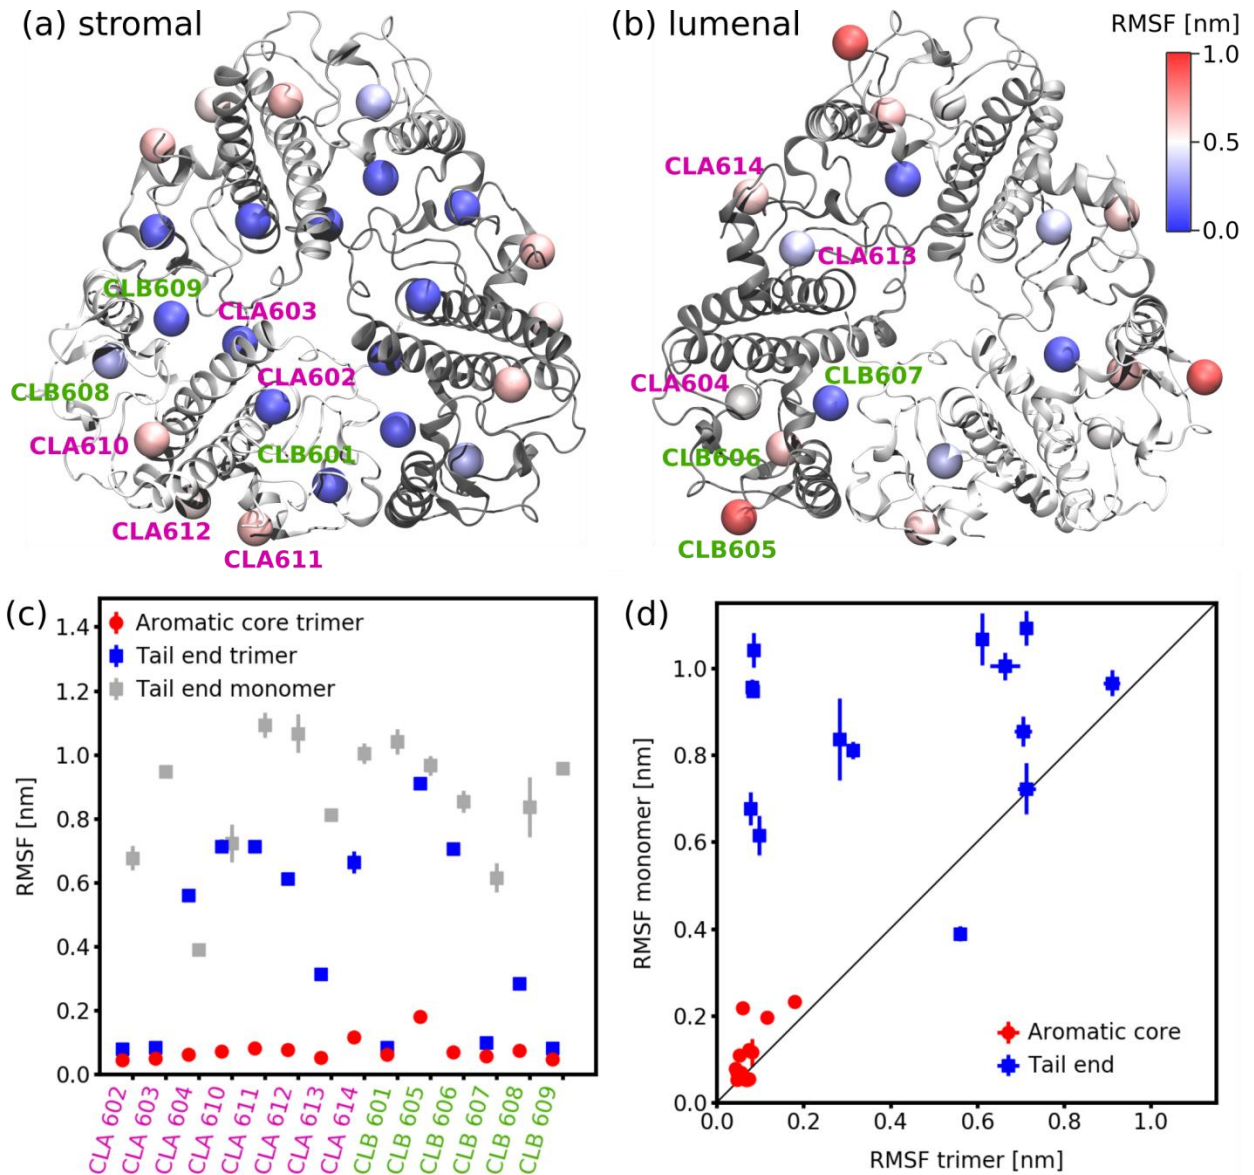 (a) stromal
CLB609
CLA603
CLA602
CLB608
CLA610
CLB601
CLA612
CLA611
(b) lumenal
RMSF [nm]
1.0
0.5
0.0
CLA614
CLA613
CLA604
CLB607
CLB606
CLB605
(c)
Aromatic core trimer
Tail end trimer
Tail end monomer
RMSF [nm]
1.4
1.2
1.0
0.8
0.6
0.4
0.2
0.0
CLA 602
CLA 603
CLA 604
CLA 610
CLA 611
CLA 612
CLA 613
CLA 614
CLB 601
CLB 605
CLB 606
CLB 607
CLB 608
CLB 609
(d)
RMSF monomer [nm]
1.0
0.8
0.6
0.4
0.2
0.0
Aromatic core
Tail end
0.0 0.2 0.4 0.6 0.8 1.0
RMSF trimer [nm]